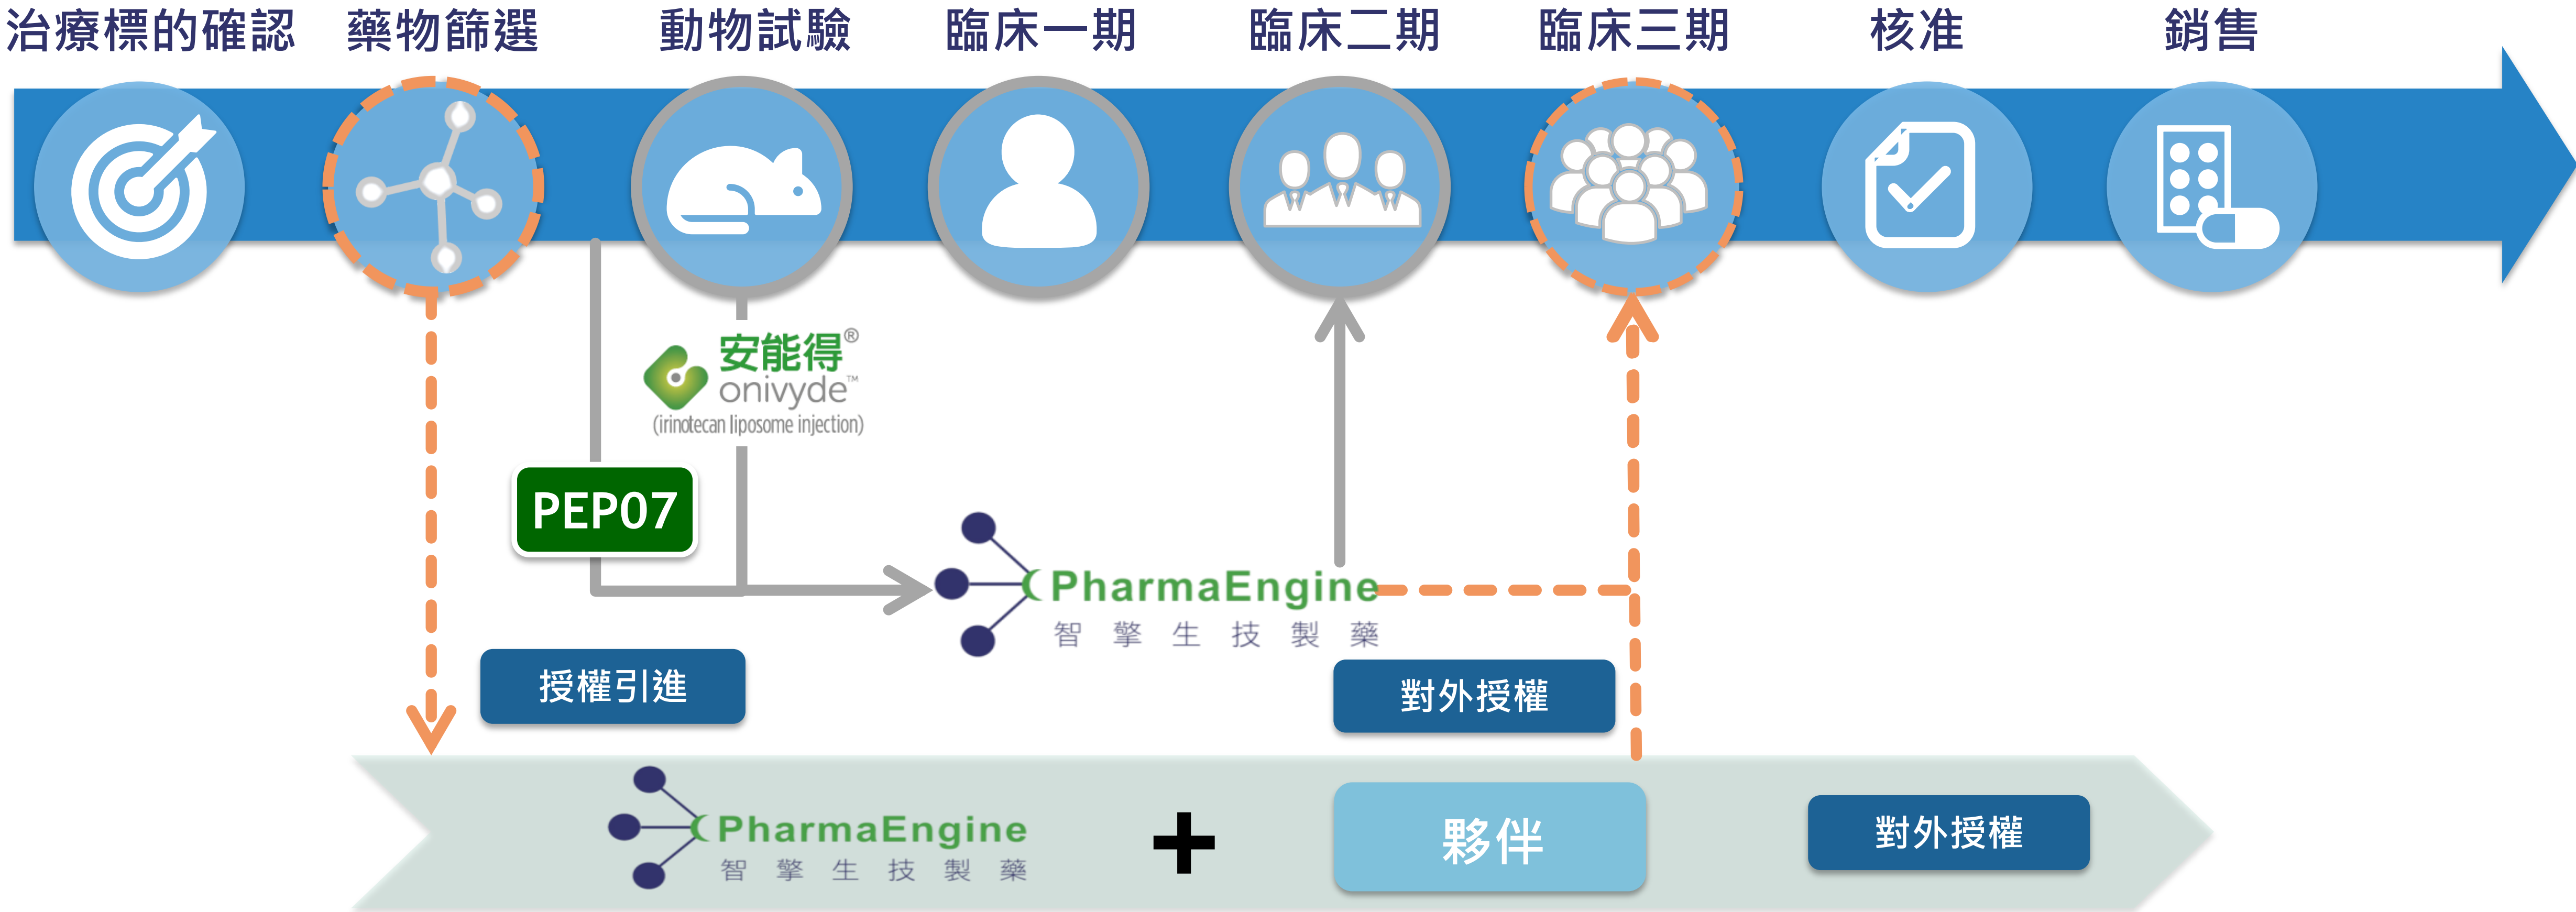 治療標的確認 藥物篩選 動物試驗 臨床一期 臨床二期 臨床三期 核准 銷售
安能得®
onivyde™
(irinotecan liposome injection)
PEP07
PharmaEngine
智擎生技製藥
授權引進
對外授權
PharmaEngine
智擎生技製藥
+
夥伴
對外授權